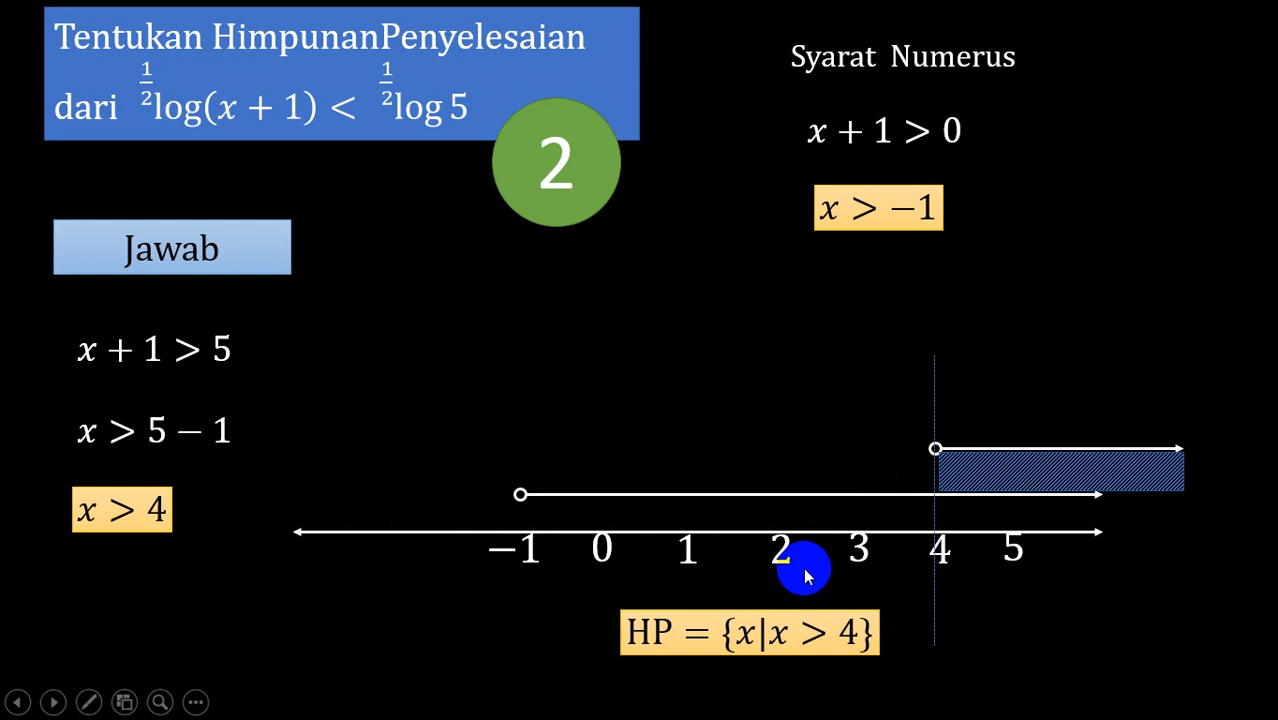 Tentukan HimpunanPenyelesaian
dari ½log(x + 1) < ½log 5
2
Syarat Numerus
x + 1 > 0
x > −1
Jawab
x + 1 > 5
x > 5 − 1
x > 4
−1 0 1 2 3 4 5
HP = {x|x > 4}